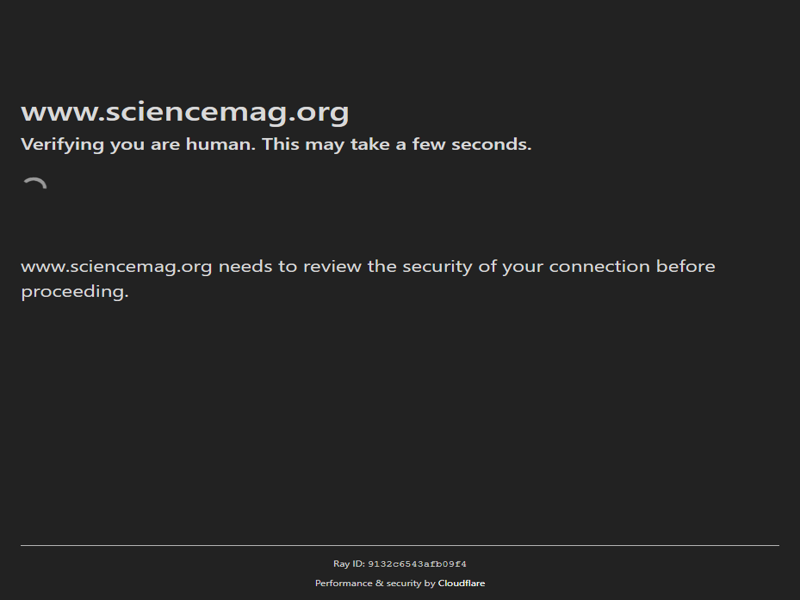 www.sciencemag.org
Verifying you are human. This may take a few seconds.
www.sciencemag.org needs to review the security of your connection before
proceeding.
Ray ID: 9132c6543afb09f4
Performance & security by Cloudflare